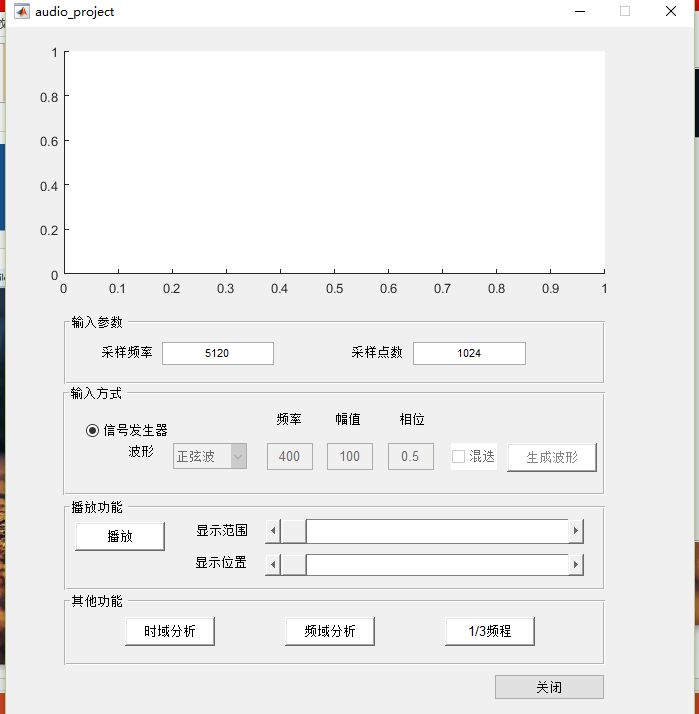 audio_project
1
0.8
0.6
0.4
0.2
0
0 0.1 0.2 0.3 0.4 0.5 0.6 0.7 0.8 0.9 1
输入参数
采样频率 5120 采样点数 1024
输入方式
频率 幅值 相位
信号发生器
波形 正弦波 400 100 0.5 混迭 生成波形
播放功能
播放 显示范围
显示位置
其他功能
时域分析 频域分析 1/3频程
关闭